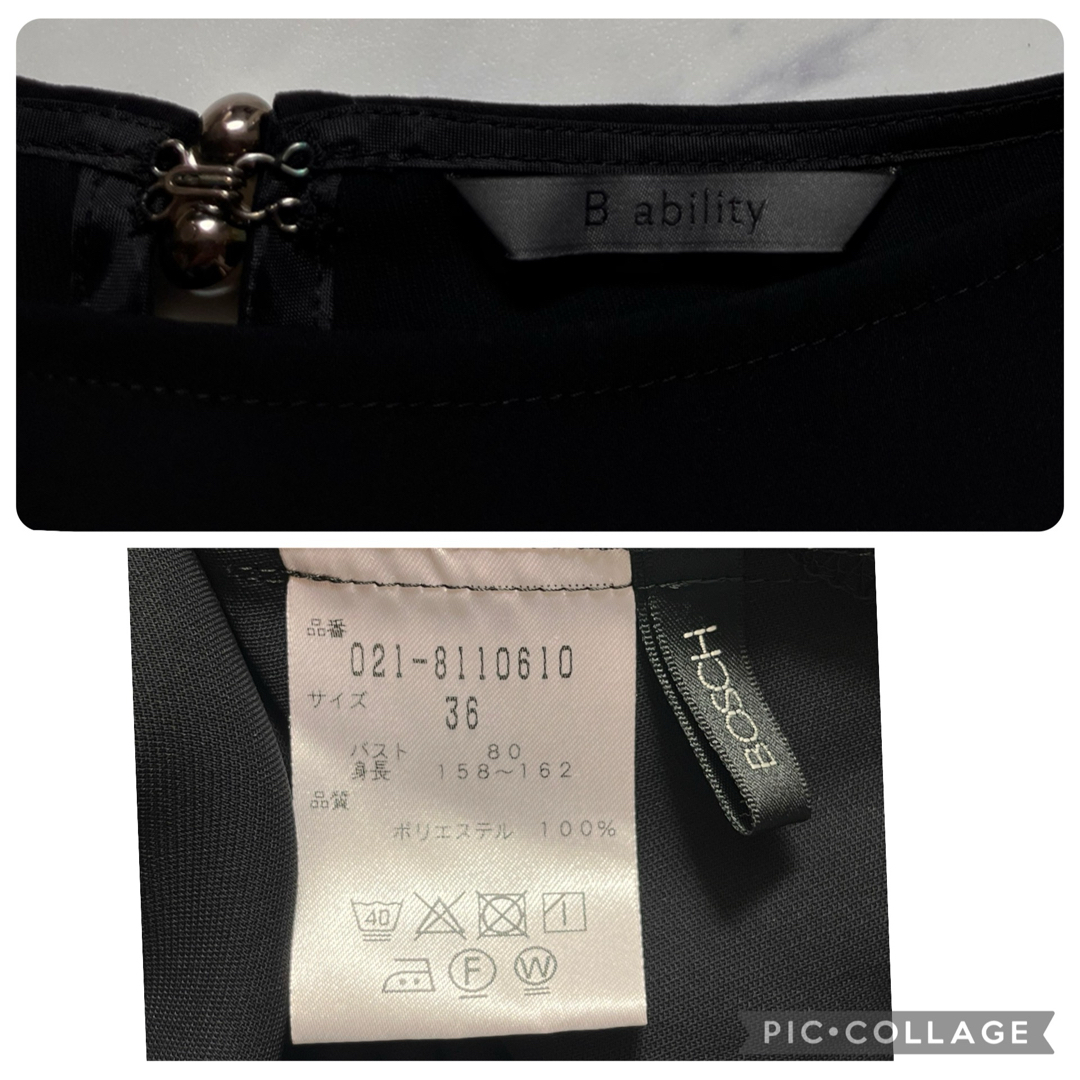 B ability
品番
021-8110610
サイズ
36
バスト 80
身長 158～162
品質
ポリエステル 100%
40
F W
BOSCH
PIC•COLLAGE